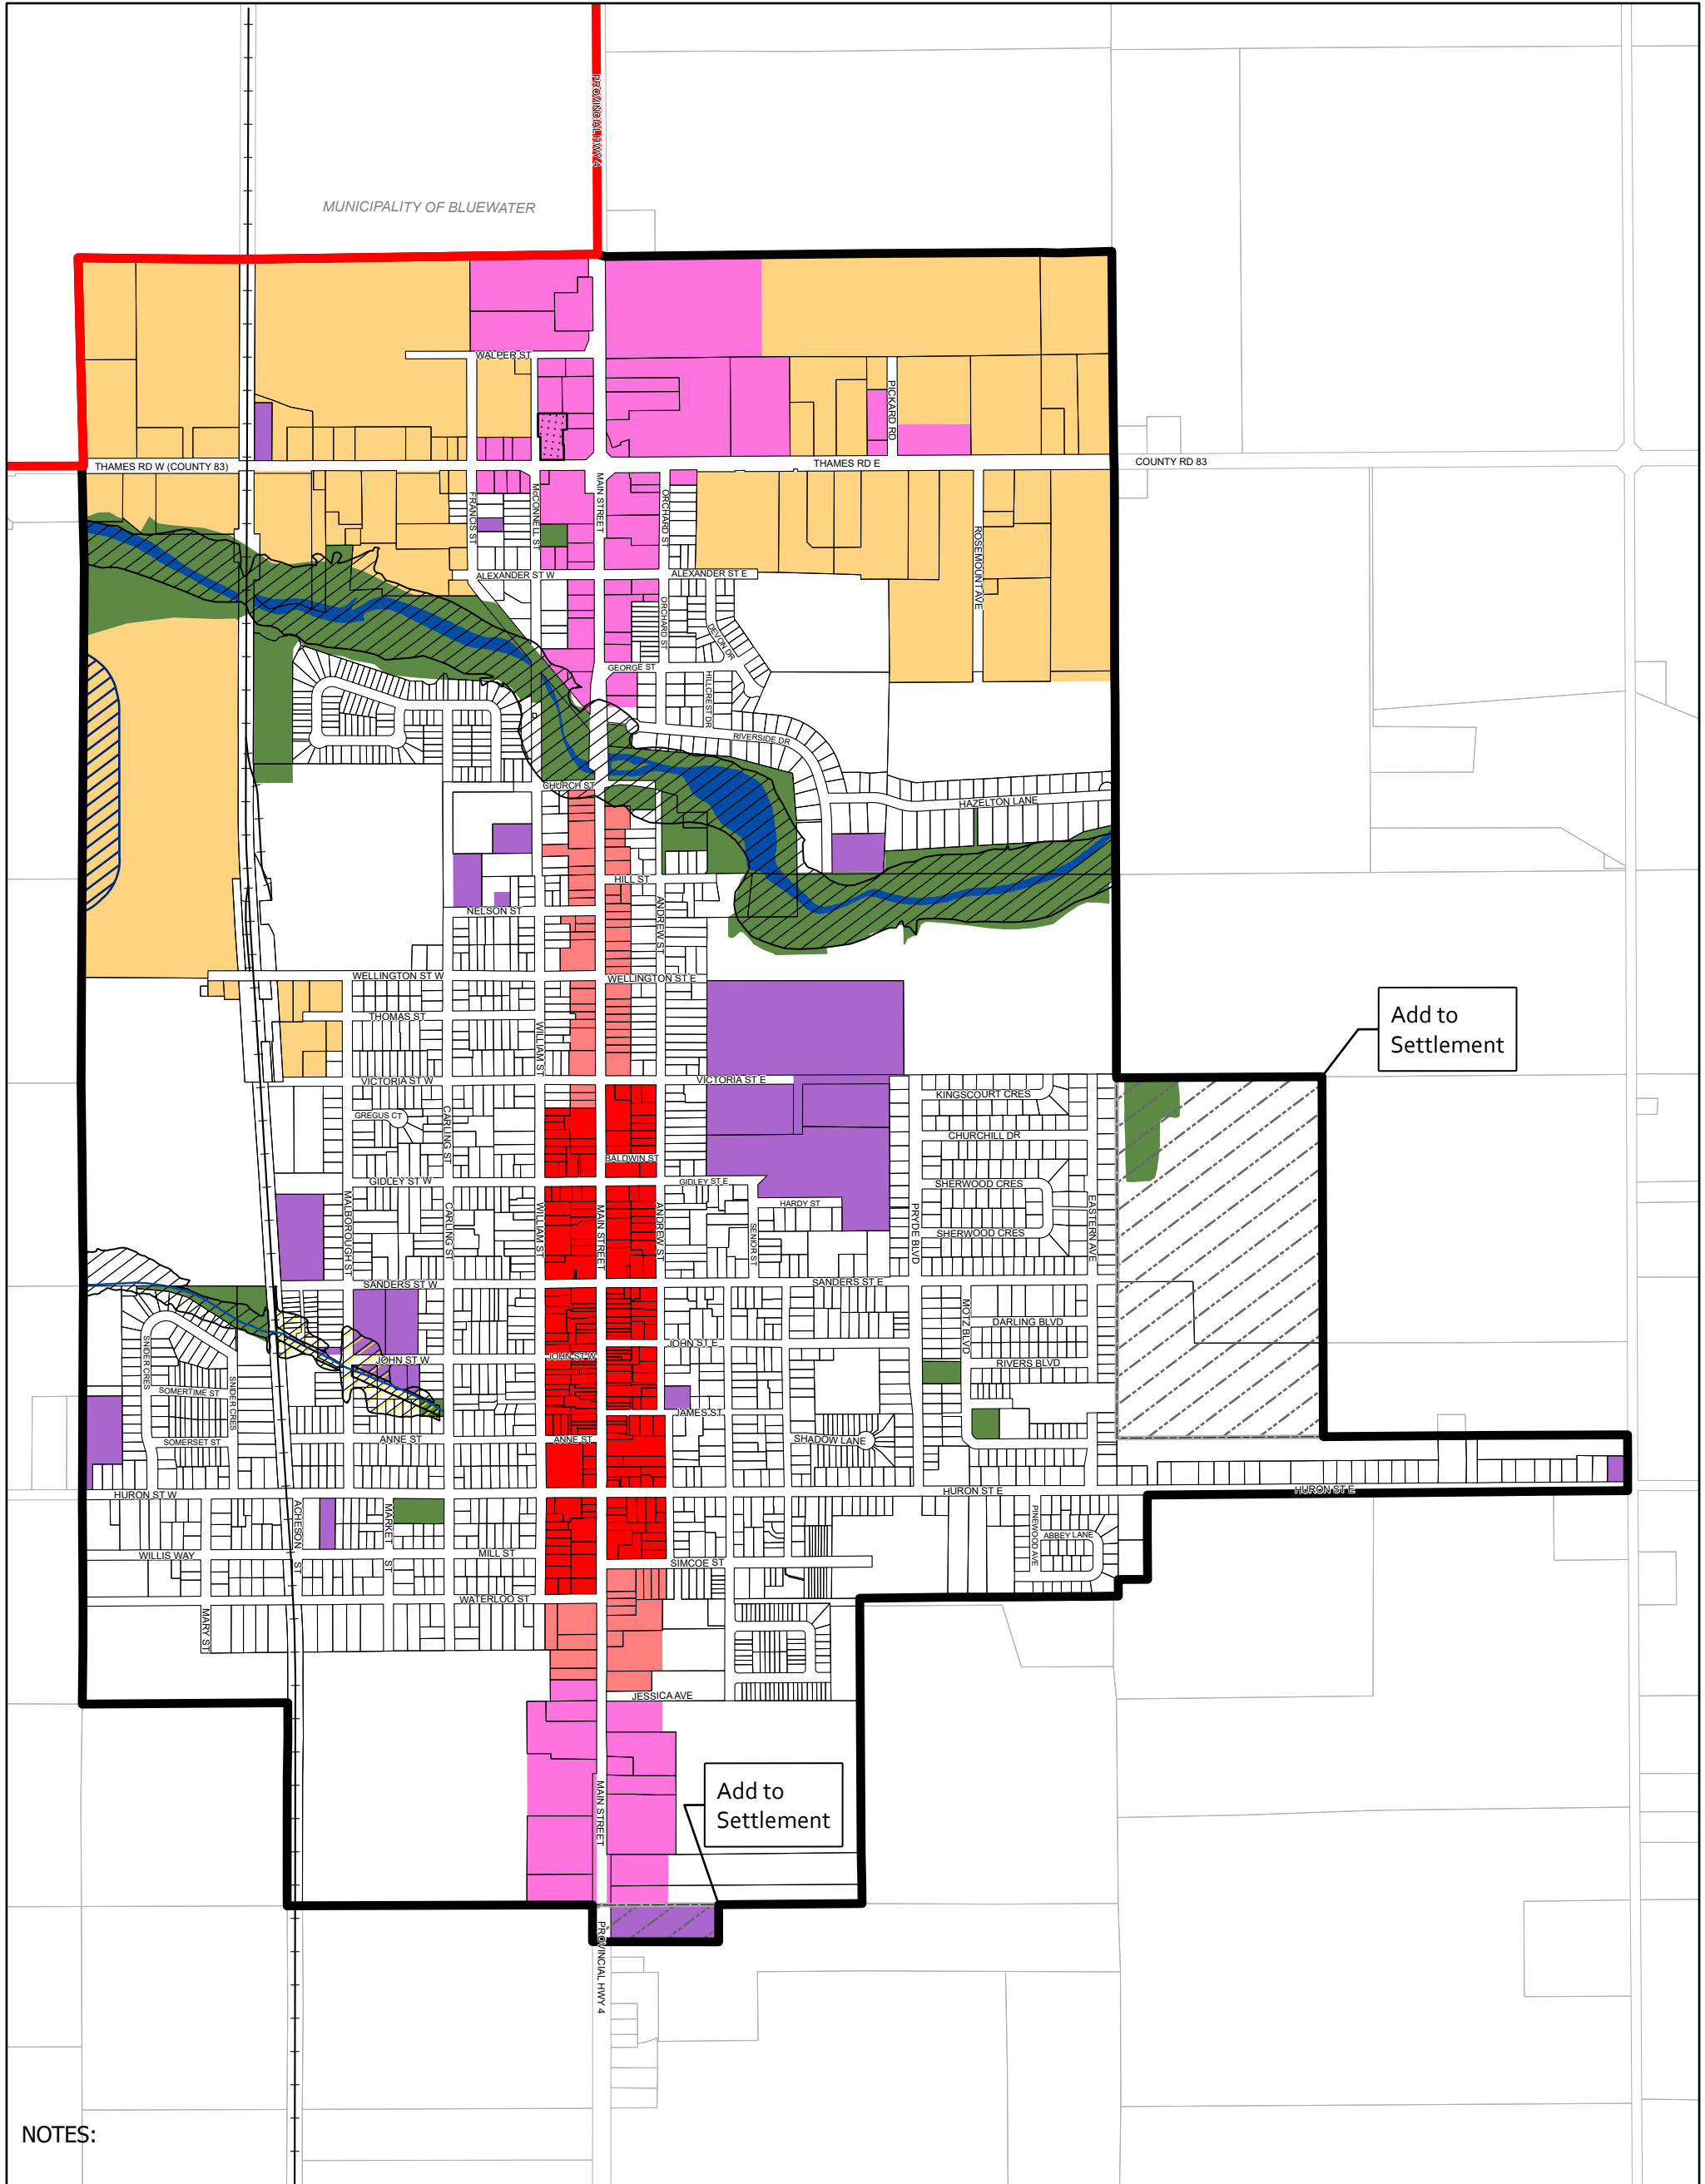 PROVINCIAL HWY 4
MUNICIPALITY OF BLUEWATER
WALPER ST
PICKARD RD
THAMES RD W (COUNTY 83)
THAMES RD E
COUNTY RD 83
FRANCIS ST
McCONNELL ST
MAIN STREET
ORCHARD ST
ROSEMOUNT AVE
ALEXANDER ST W
ALEXANDER ST E
ORCHARD ST
DEVON DR
GEORGE ST
HILLCREST DR
RIVERSIDE DR
CHURCH ST
HAZELTON LANE
HILL ST
NELSON ST
ANDREW ST
WELLINGTON ST W
WELLINGTON ST E
Add to
Settlement
THOMAS ST
WILLIAM ST
VICTORIA ST W
VICTORIA ST E
KINGSCOURT CRES
GREGUS CT
CARLING ST
CHURCHILL DR
BALDWIN ST
GIDLEY ST W
GIDLEY ST E
SHERWOOD CRES
MALBOROUGH ST
CARLING ST
WILLIAM ST
MAIN STREET
ANDREW ST
SENIOR ST
HARDY ST
PRYDE BLVD
SHERWOOD CRES
EASTERN AVE
SANDERS ST W
SANDERS ST E
SNIDER CRES
MOTZ BLVD
DARLING BLVD
JOHN ST E
JOHN ST W
JOHN ST W
RIVERS BLVD
SOMERTIME ST
SNIDER CRES
JAMES ST
SOMERSET ST
ANNE ST
ANNE ST
SHADOW LANE
HURON ST W
HURON ST E
HURON ST E
ACHESON ST
MARKET ST
PINEWOOD AVE
ABBEY LANE
WILLIS WAY
MILL ST
SIMCOE ST
WATERLOO ST
MARY ST
JESSICA AVE
MAIN STREET
Add to
Settlement
PROVINCIAL HWY 4
NOTES: